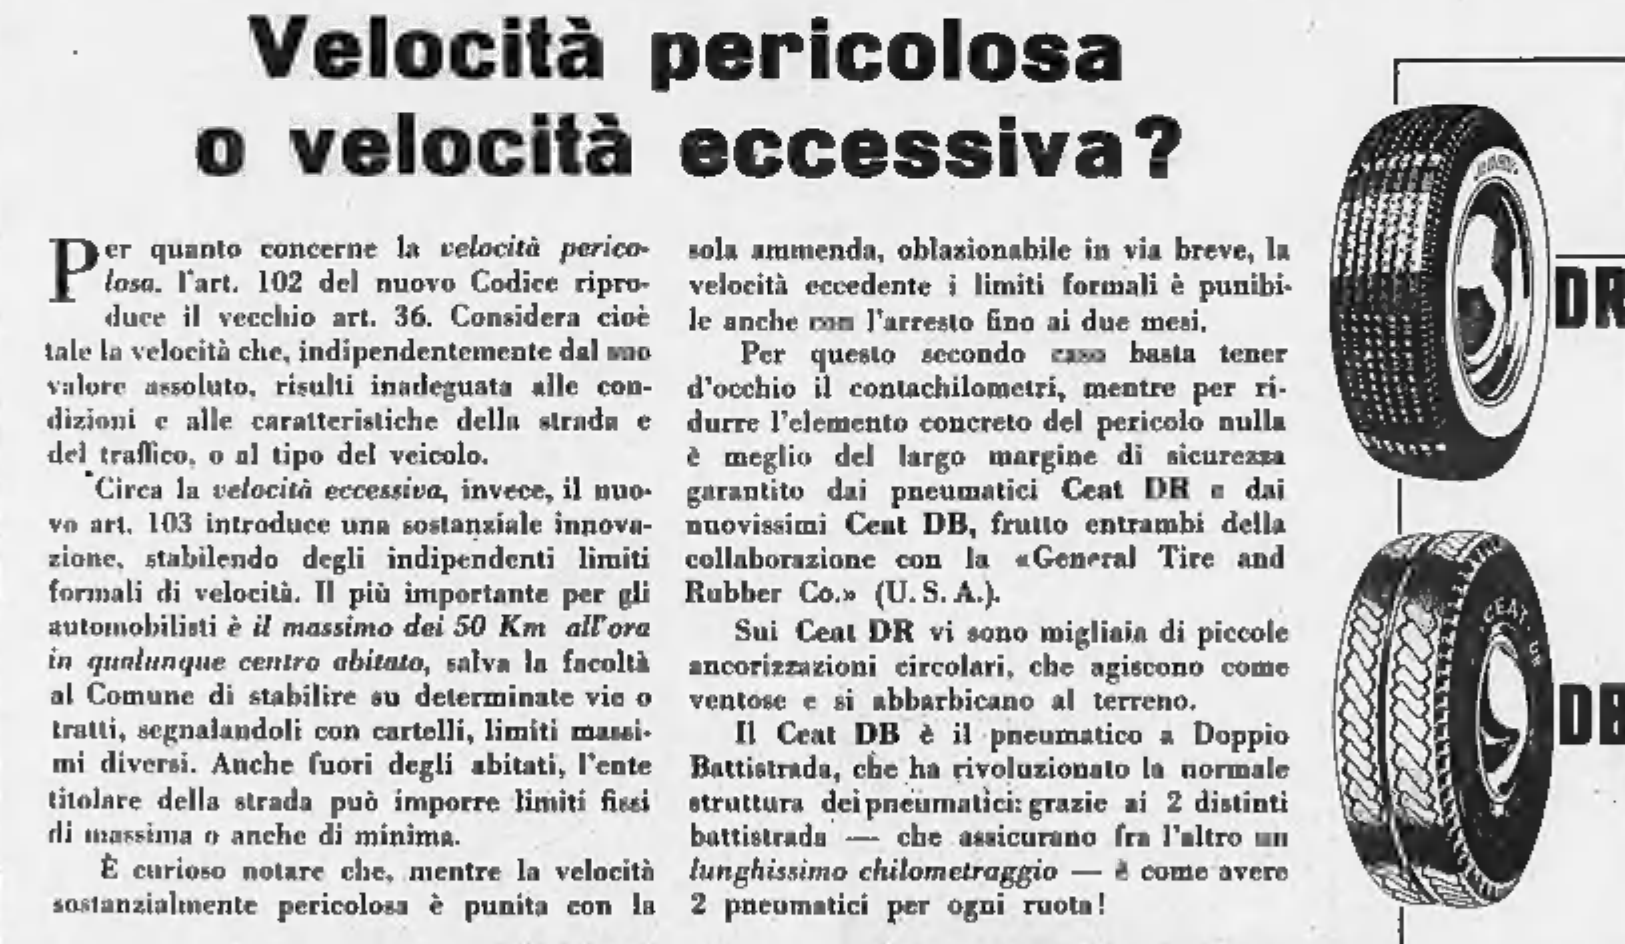 Velocità pericolosa
o velocità eccessiva?
Per quanto concerne la velocità perico-
losa, l'art. 102 del nuovo Codice ripro-
duce il vecchio art. 36. Considera cioè
tale la velocità che, indipendentemente dal suo
valore assoluto, risulti inadeguata alle con-
dizioni e alle caratteristiche della strada e
del traffico, o al tipo del veicolo.
Circa la velocità eccessiva, invece, il nuo-
vo art. 103 introduce una sostanziale innova-
zione, stabilendo degli indipendenti limiti
formali di velocità. Il più importante per gli
automobilisti è il massimo dei 50 Km all'ora
in qualunque centro abitato, salva la facoltà
al Comune di stabilire su determinate vie o
tratti, segnalandoli con cartelli, limiti massi-
mi diversi. Anche fuori degli abitati, l'ente
titolare della strada può imporre limiti fissi
di massima o anche di minima.
È curioso notare che, mentre la velocità
sostanzialmente pericolosa è punita con la
sola ammenda, oblazionabile in via breve, la
velocità eccedente i limiti formali è punibi-
le anche con l'arresto fino ai due mesi.
Per questo secondo caso basta tener
d'occhio il contachilometri, mentre per ri-
durre l'elemento concreto del pericolo nulla
è meglio del largo margine di sicurezza
garantito dai pneumatici Ceat DR e dai
nuovissimi Ceat DB, frutto entrambi della
collaborazione con la «General Tire and
Rubber Co.» (U. S. A.).
Sui Ceat DR vi sono migliaia di piccole
ancorizzazioni circolari, che agiscono come
ventose e si abbarbicano al terreno.
Il Ceat DB è il pneumatico a Doppio
Battistrada, che ha rivoluzionato la normale
struttura dei pneumatici: grazie ai 2 distinti
battistrada — che assicurano fra l'altro un
lunghissimo chilometraggio — è come avere
2 pneumatici per ogni ruota!
DR
CEAT
DB